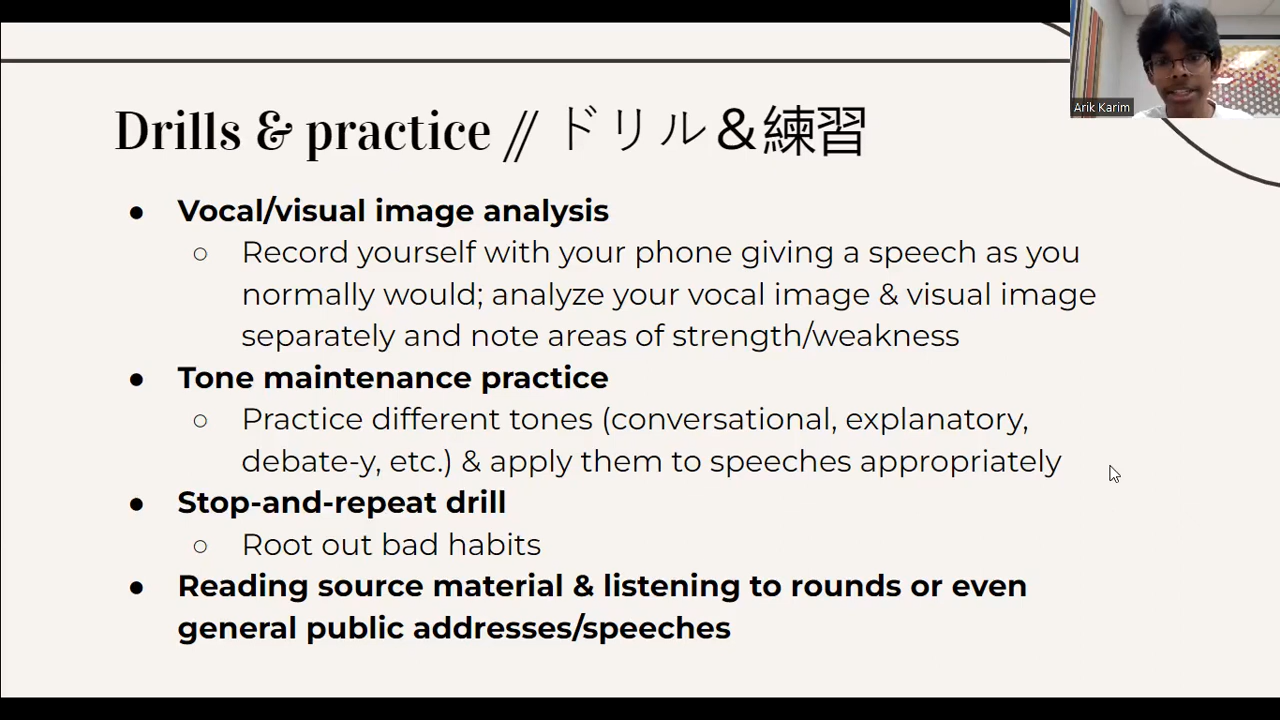 Arik Karim
Drills & practice // ドリル＆練習
● Vocal/visual image analysis
○ Record yourself with your phone giving a speech as you
normally would; analyze your vocal image & visual image
separately and note areas of strength/weakness
● Tone maintenance practice
○ Practice different tones (conversational, explanatory,
debate-y, etc.) & apply them to speeches appropriately
● Stop-and-repeat drill
○ Root out bad habits
● Reading source material & listening to rounds or even
general public addresses/speeches